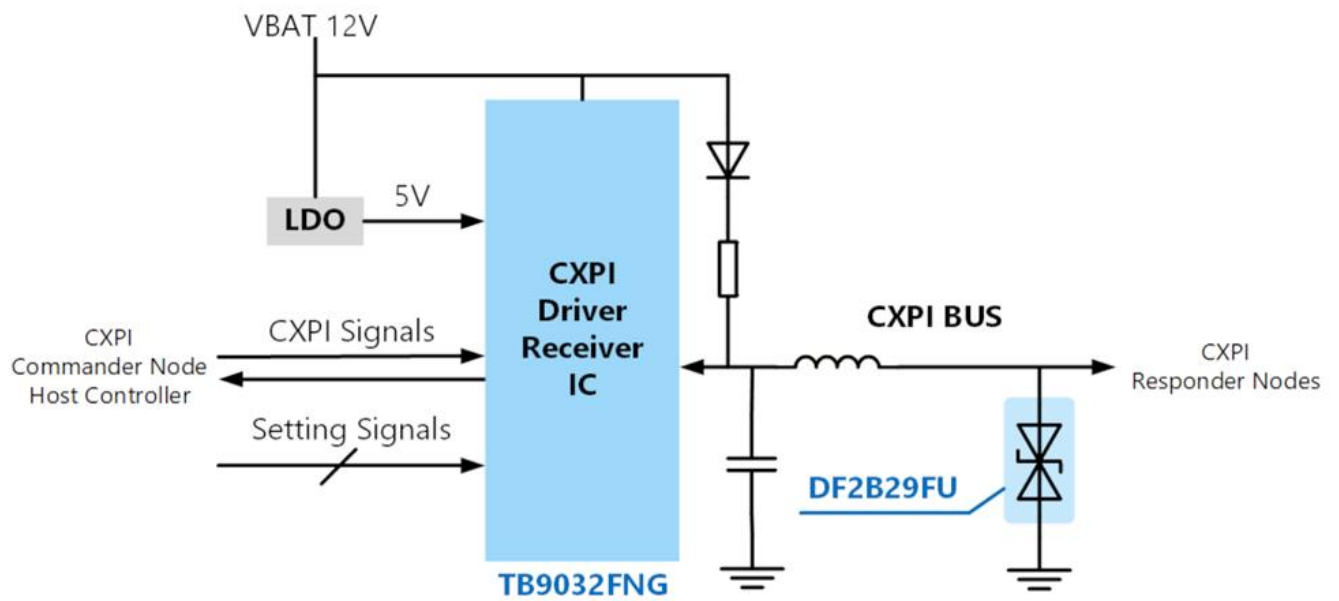 VBAT 12V
LDO
5V
CXPI
Driver
Receiver
IC
CXPI Signals
CXPI
Commander Node
Host Controller
Setting Signals
CXPI BUS
CXPI
Responder Nodes
DF2B29FU
TB9032FNG